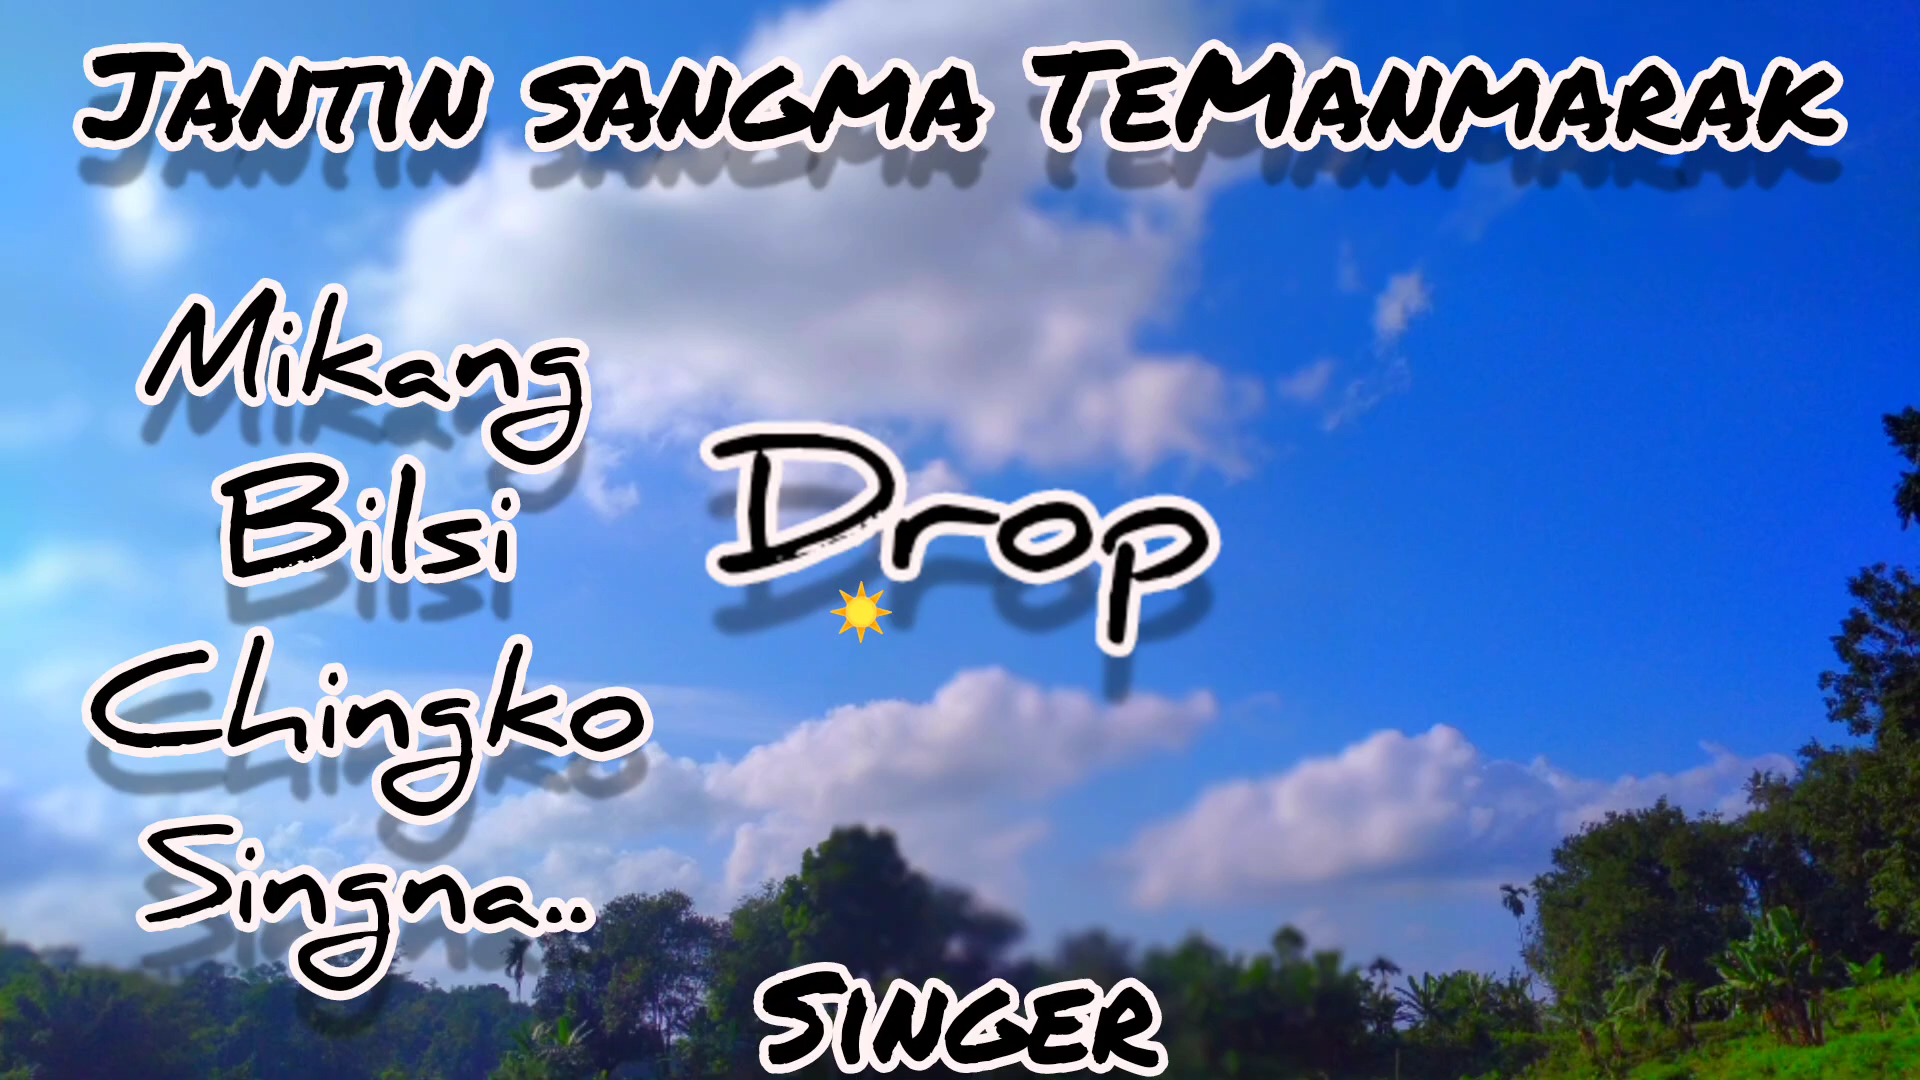 JANTIN SANGMA TEMANMARAK
Mikang
Bilsi
Chingko
Singna..
Drop
SINGER